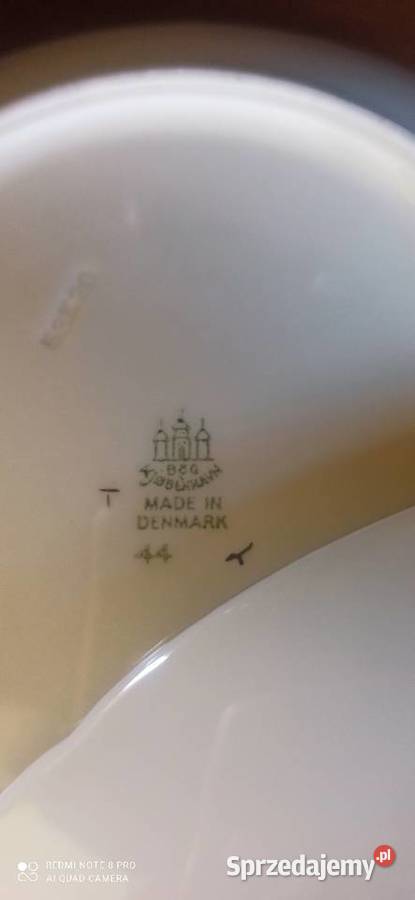 B&G
KJØBENHAVN
MADE IN
DENMARK
44
REDMI NOTE 8 PRO
AI QUAD CAMERA
Sprzedajemy.pl